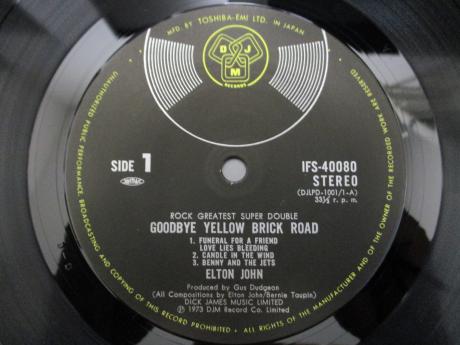 MFD BY TOSHIBA-EMI LTD. IN JAPAN
D J M
RECORDS
UNAUTHORIZED PUBLIC PERFORMANCE, BROADCASTING AND COPYING OF THIS RECORD PROHIBITED • ALL RIGHTS OF THE MANUFACTURER AND OF THE OWNER OF THE RECORDED WORK ARE RESERVED
SIDE 1
IFS-40080
STEREO
(DJLPD-1001/1-A)
33⅓ r. p. m.
ROCK GREATEST SUPER DOUBLE
GOODBYE YELLOW BRICK ROAD
1. FUNERAL FOR A FRIEND
LOVE LIES BLEEDING
2. CANDLE IN THE WIND
3. BENNY AND THE JETS
ELTON JOHN
Produced by Gus Dudgeon
(All Compositions by Elton John/Bernie Taupin)
DICK JAMES MUSIC LIMITED
Ⓟ 1973 DJM Record Co. Limited